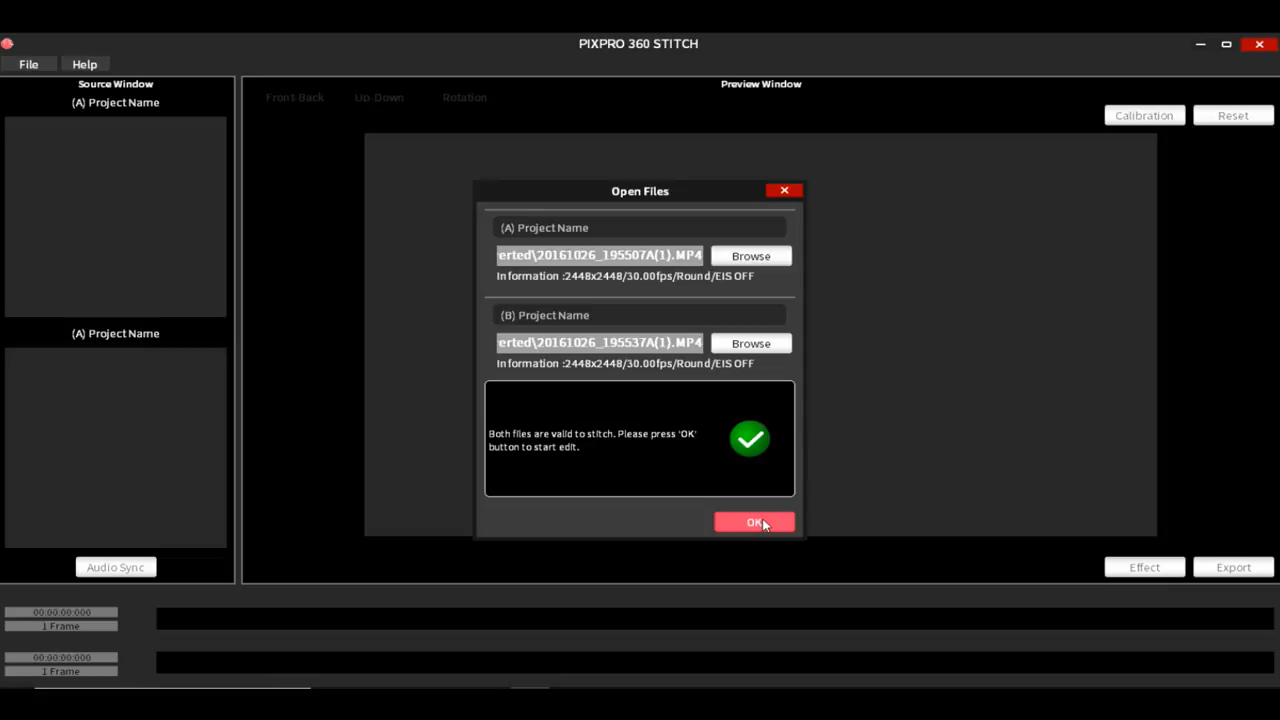 PIXPRO 360 STITCH
File Help
Source Window
(A) Project Name
(A) Project Name
Audio Sync
Preview Window
Front-Back Up-Down Rotation
Calibration Reset
Open Files
(A) Project Name
erted\20161026_195507A(1).MP4 Browse
Information :2448x2448/30.00fps/Round/EIS OFF
(B) Project Name
erted\20161026_195537A(1).MP4 Browse
Information :2448x2448/30.00fps/Round/EIS OFF
Both files are valid to stitch. Please press 'OK'
button to start edit.
OK
Effect Export
00:00:00:000
1 Frame
00:00:00:000
1 Frame